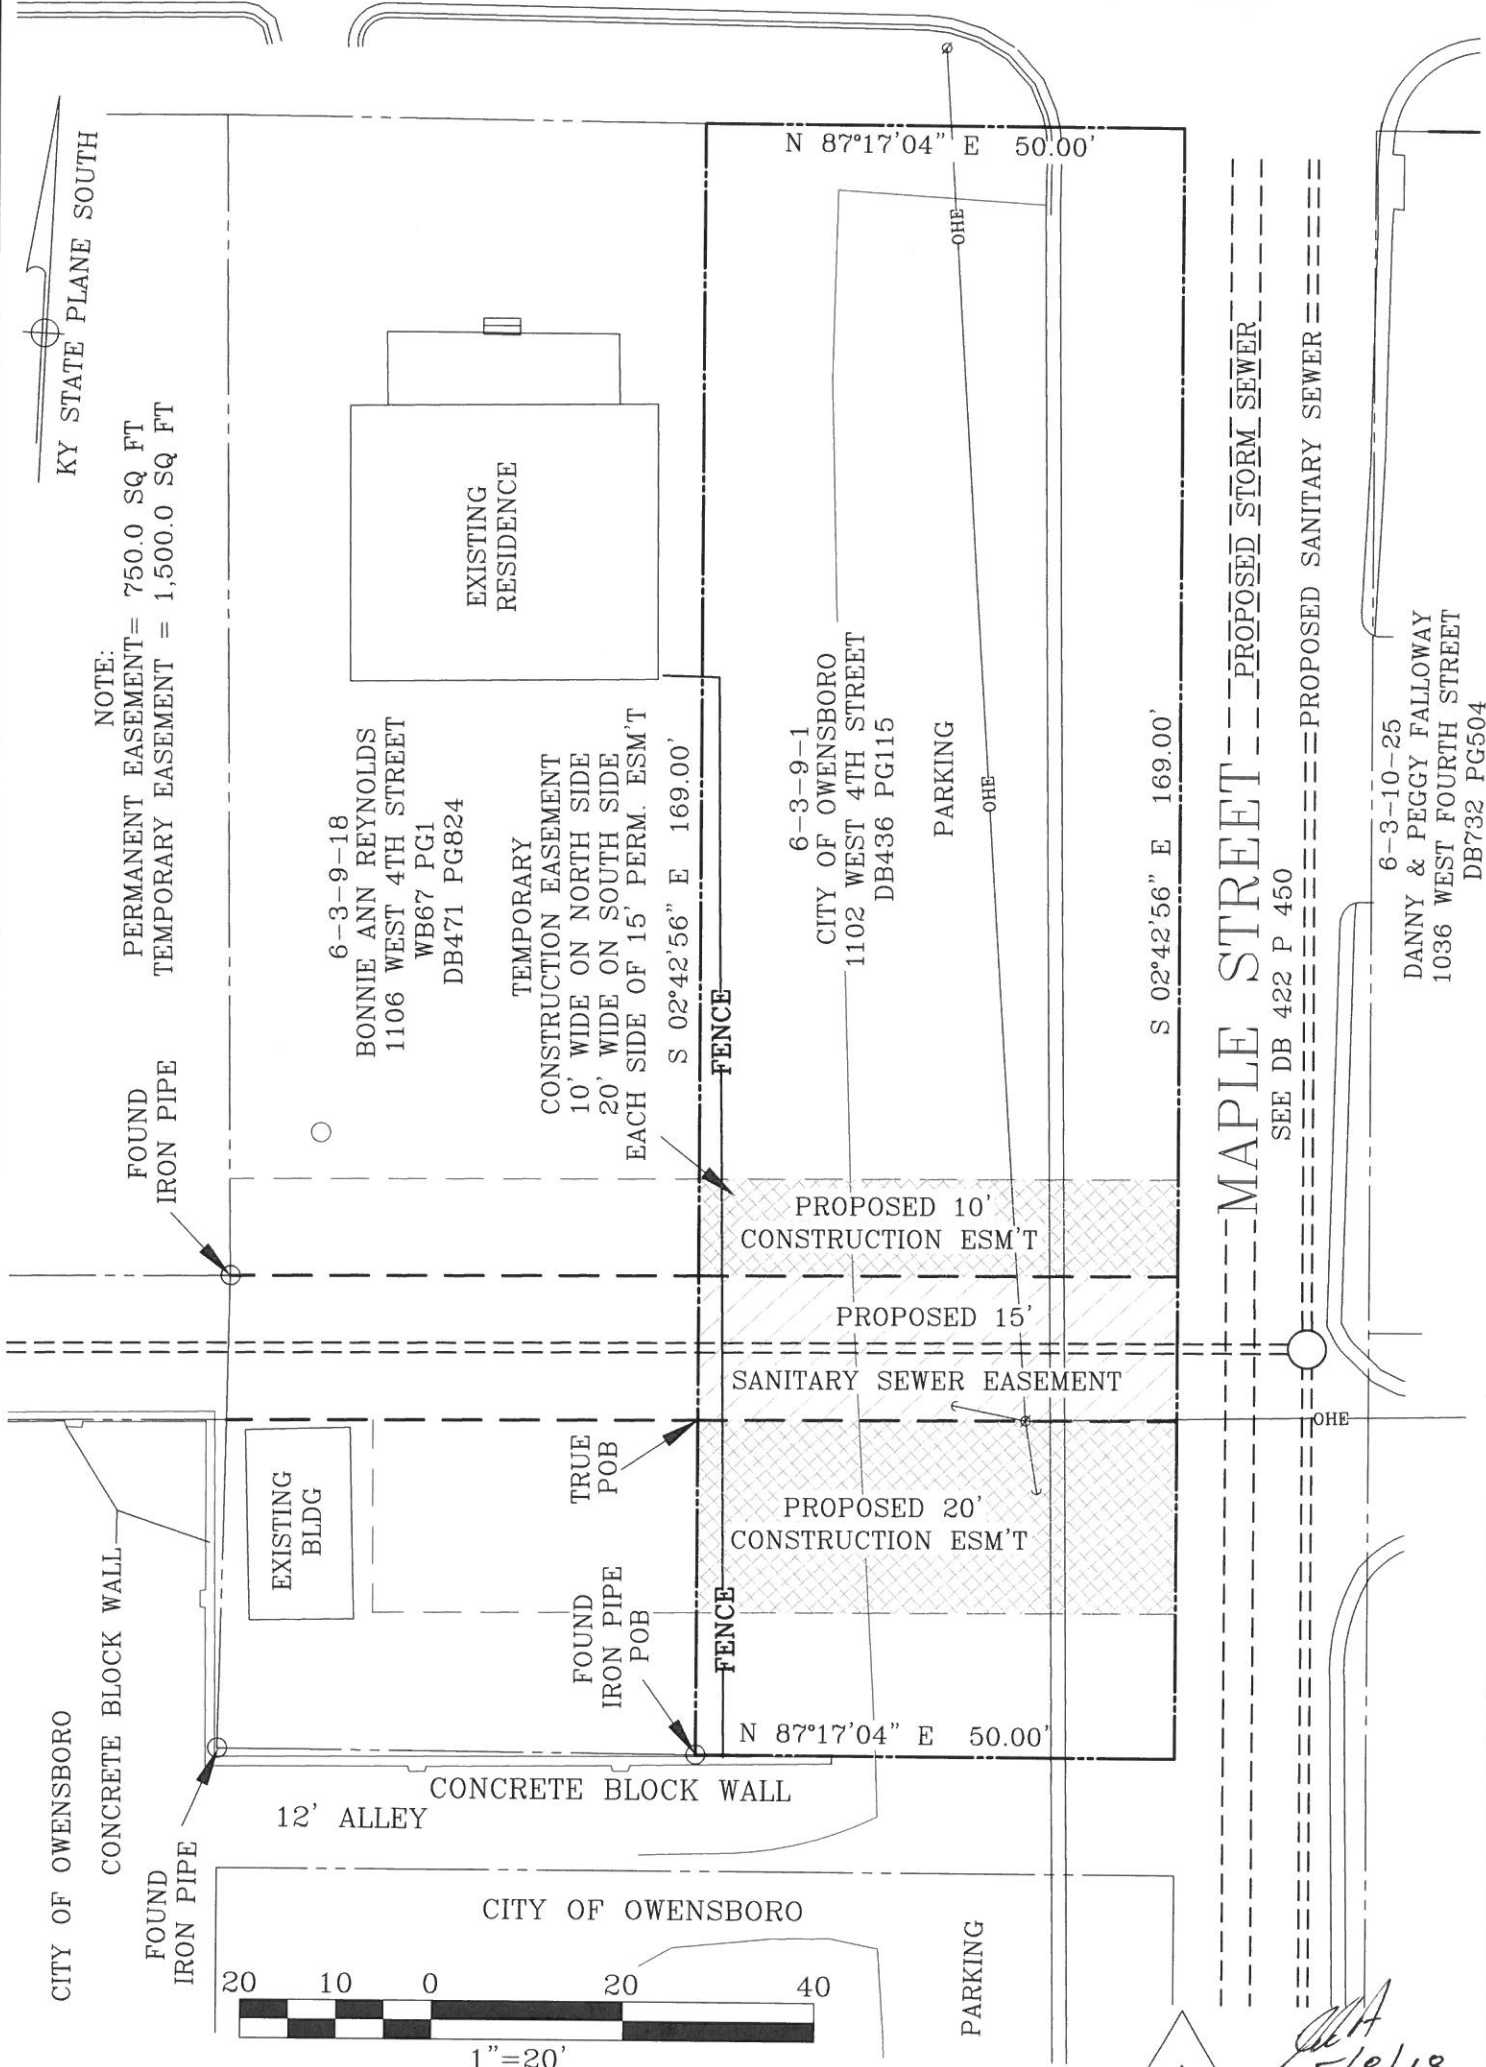 N 87°17'04" E 50.00'
KY STATE PLANE SOUTH
NOTE:
PERMANENT EASEMENT= 750.0 SQ FT
TEMPORARY EASEMENT = 1,500.0 SQ FT
EXISTING
RESIDENCE
OHE
6-3-9-18
BONNIE ANN REYNOLDS
1106 WEST 4TH STREET
WB67 PG1
DB471 PG824
TEMPORARY
CONSTRUCTION EASEMENT
10' WIDE ON NORTH SIDE
20' WIDE ON SOUTH SIDE
EACH SIDE OF 15' PERM. ESM'T
S 02°42'56" E 169.00'
FENCE
6-3-9-1
CITY OF OWENSBORO
1102 WEST 4TH STREET
DB436 PG115
PARKING
OHE
S 02°42'56" E 169.00'
MAPLE STREET
SEE DB 422 P 450
PROPOSED STORM SEWER
PROPOSED SANITARY SEWER
6-3-10-25
DANNY & PEGGY FALLOWAY
1036 WEST FOURTH STREET
DB732 PG504
FOUND
IRON PIPE
PROPOSED 10'
CONSTRUCTION ESM'T
PROPOSED 15'
SANITARY SEWER EASEMENT
OHE
TRUE
POB
EXISTING
BLDG
PROPOSED 20'
CONSTRUCTION ESM'T
FOUND
IRON PIPE
POB
FENCE
N 87°17'04" E 50.00'
CONCRETE BLOCK WALL
12' ALLEY
CITY OF OWENSBORO
CONCRETE BLOCK WALL
FOUND
IRON PIPE
CITY OF OWENSBORO
PARKING
20 10 0 20 40
1"=20'